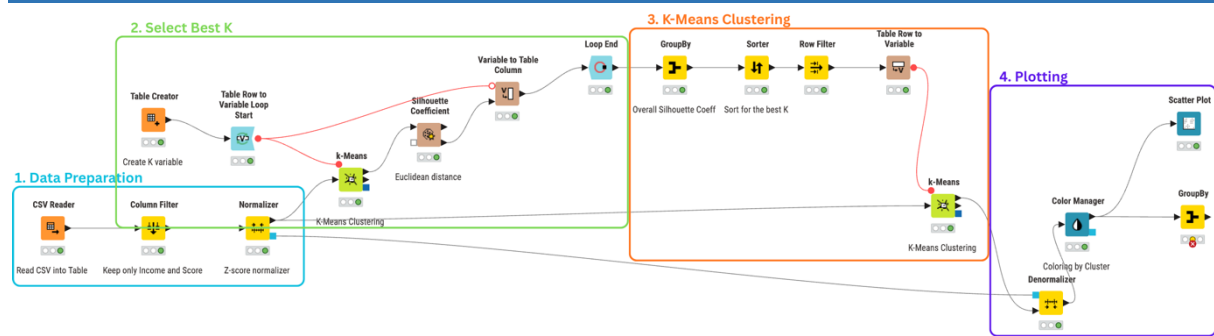 2. Select Best K
3. K-Means Clustering
Loop End
GroupBy
Sorter
Row Filter
Table Row to
Variable
Variable to Table
Column
4. Plotting
Table Creator
Table Row to
Variable Loop
Start
Silhouette
Coefficient
Overall Silhouette Coeff
Sort for the best K
Scatter Plot
Create K variable
k-Means
Euclidean distance
1. Data Preparation
k-Means
CSV Reader
Column Filter
Normalizer
K-Means Clustering
Color Manager
GroupBy
K-Means Clustering
Read CSV into Table
Keep only Income and Score
Z-score normalizer
Coloring by Cluster
Denormalizer